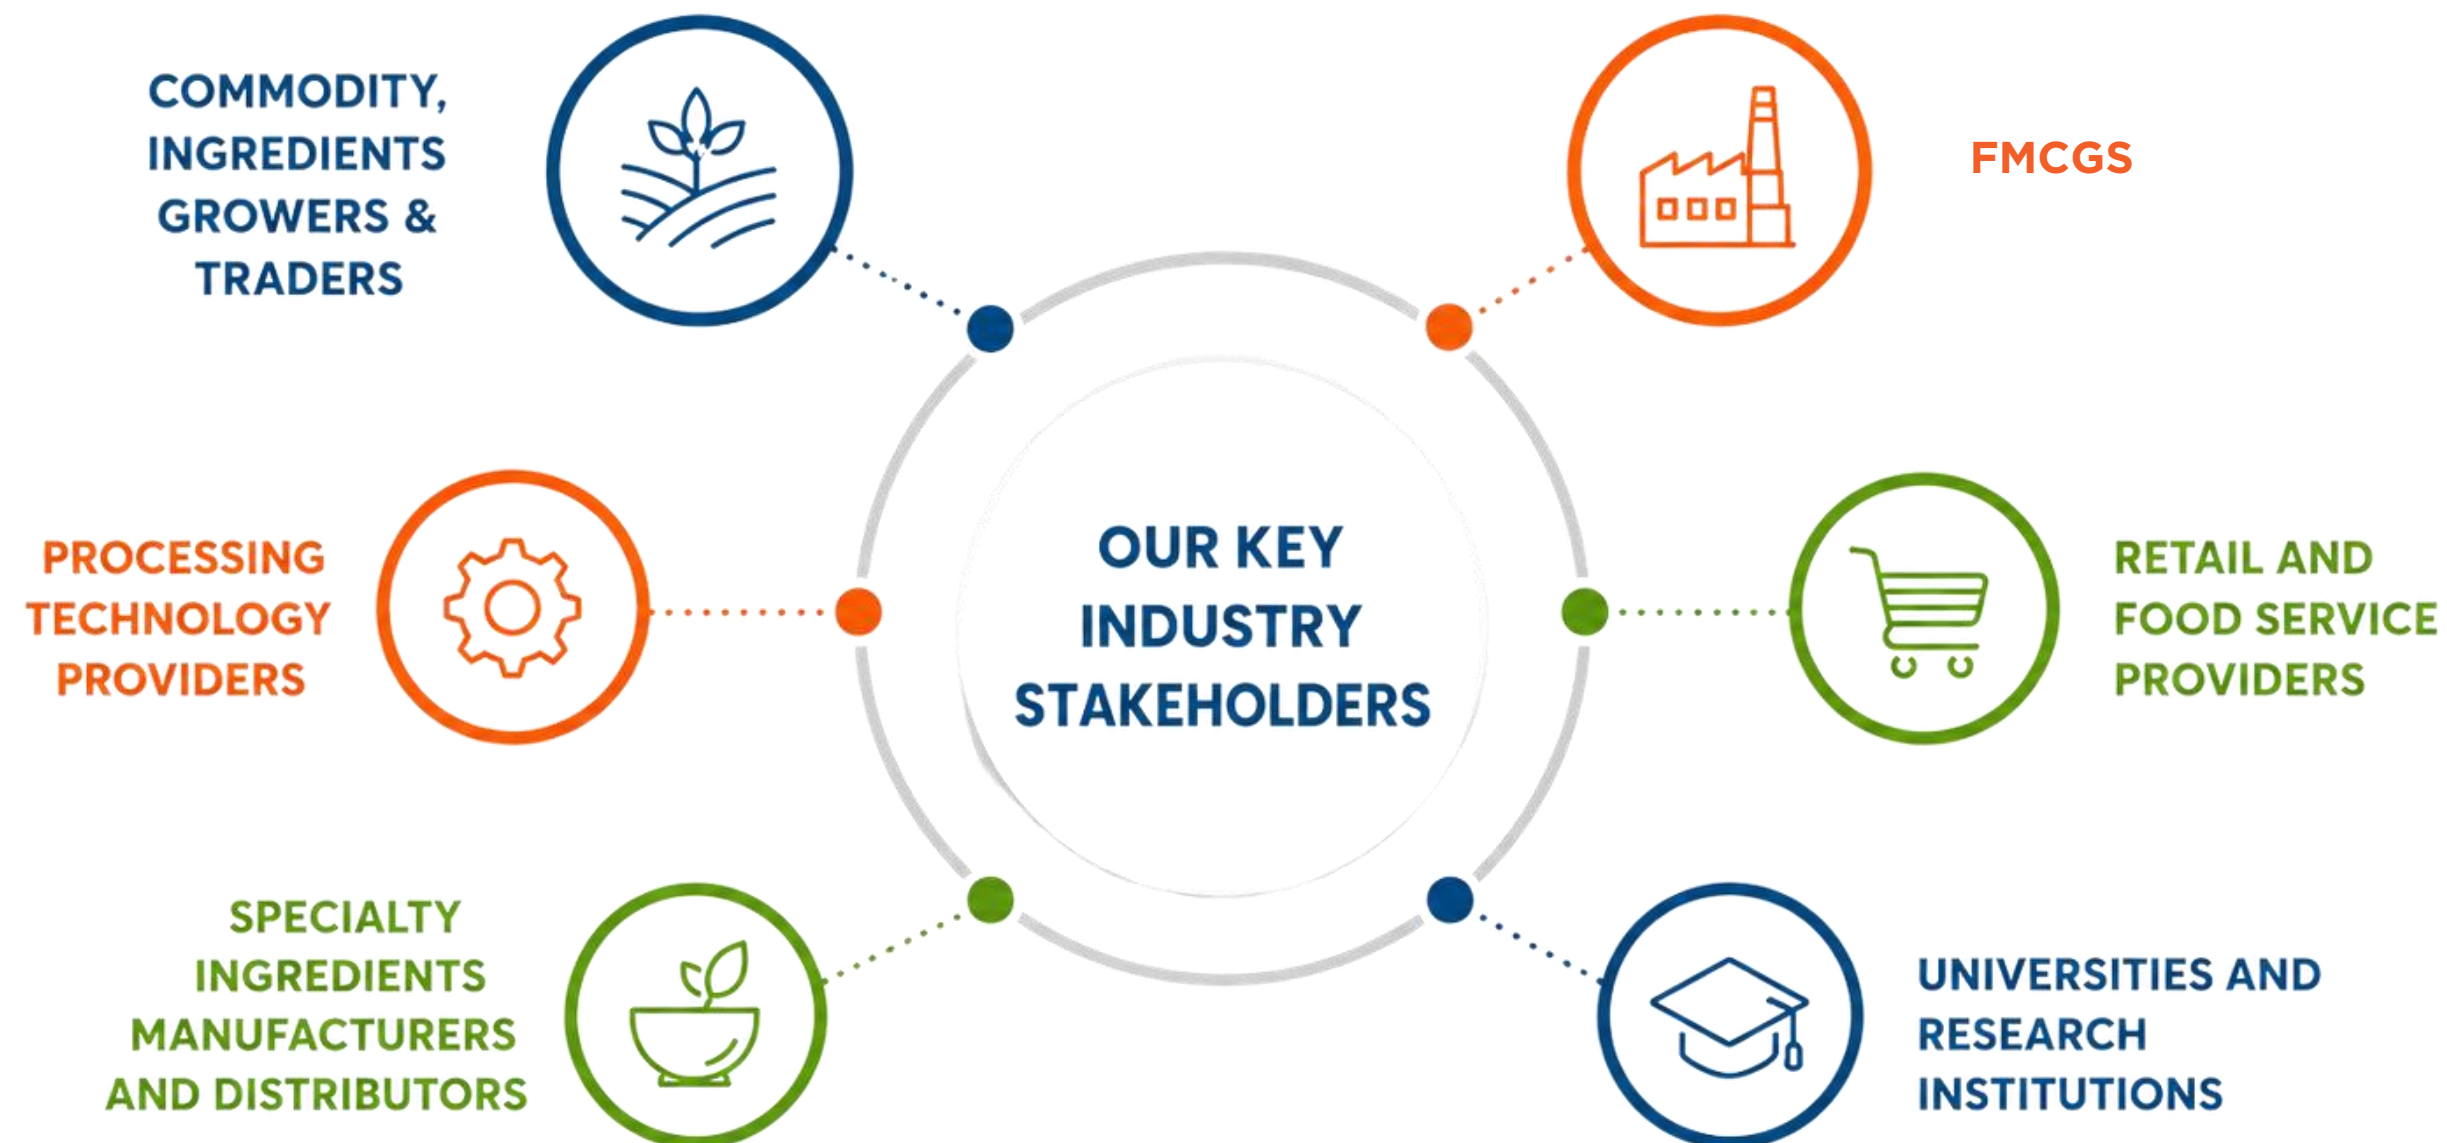 COMMODITY,
INGREDIENTS
GROWERS &
TRADERS
FMCGS
PROCESSING
TECHNOLOGY
PROVIDERS
OUR KEY
INDUSTRY
STAKEHOLDERS
RETAIL AND
FOOD SERVICE
PROVIDERS
SPECIALTY
INGREDIENTS
MANUFACTURERS
AND DISTRIBUTORS
UNIVERSITIES AND
RESEARCH
INSTITUTIONS